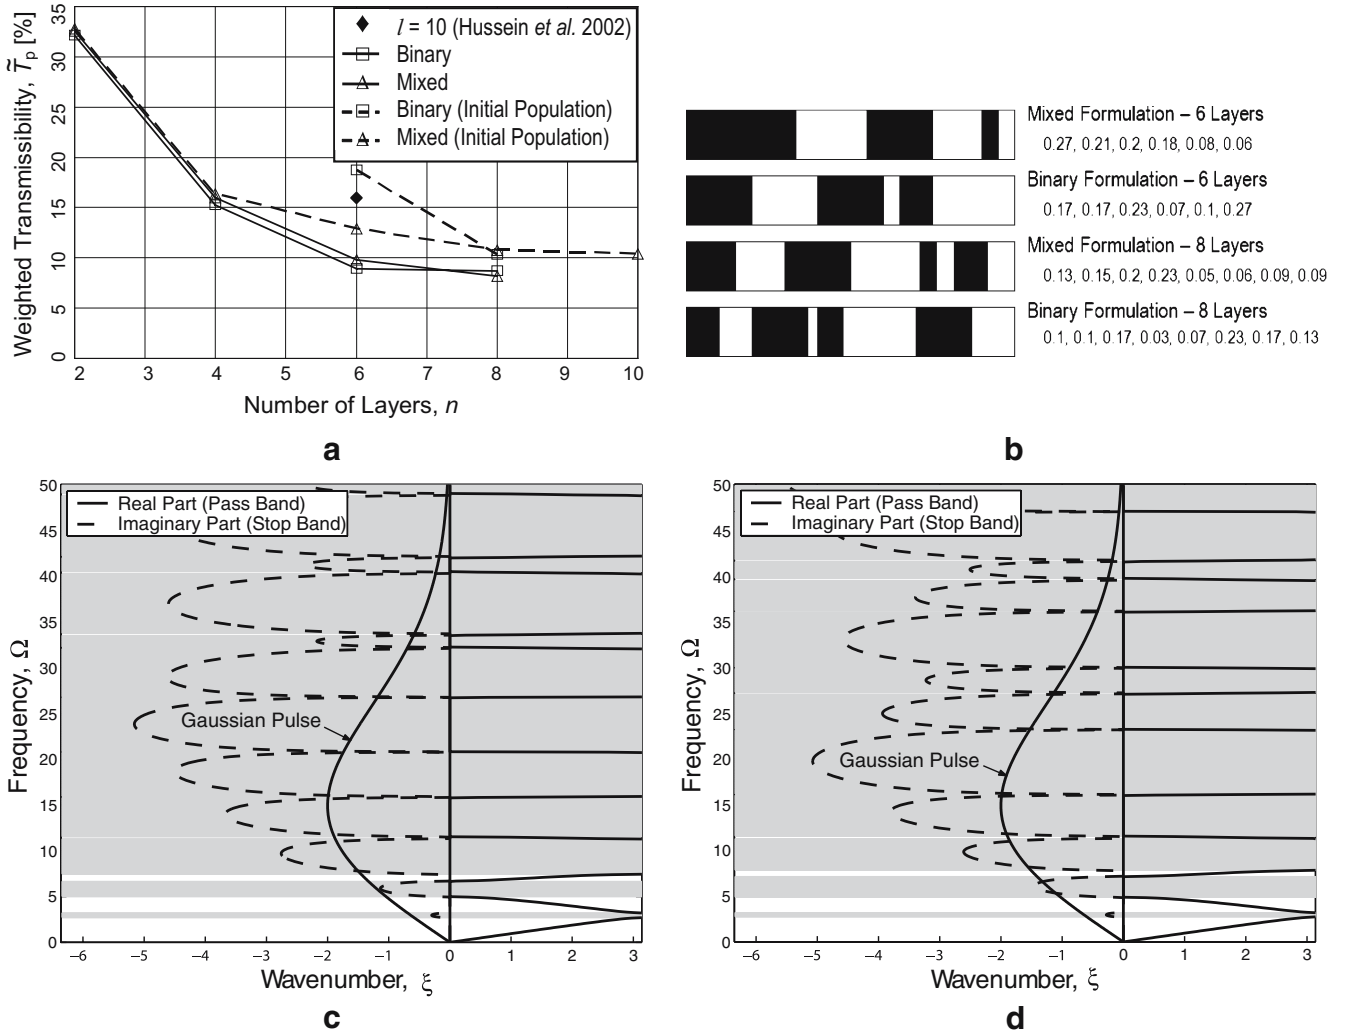 Weighted Transmissibility, T̃p [%]
35
30
25
20
15
10
5
0
l = 10 (Hussein et al. 2002)
Binary
Mixed
Binary (Initial Population)
Mixed (Initial Population)
2 3 4 5 6 7 8 9 10
Number of Layers, n
a
Mixed Formulation – 6 Layers
0.27, 0.21, 0.2, 0.18, 0.08, 0.06
Binary Formulation – 6 Layers
0.17, 0.17, 0.23, 0.07, 0.1, 0.27
Mixed Formulation – 8 Layers
0.13, 0.15, 0.2, 0.23, 0.05, 0.06, 0.09, 0.09
Binary Formulation – 8 Layers
0.1, 0.1, 0.17, 0.03, 0.07, 0.23, 0.17, 0.13
b
Frequency, Ω
50
45
40
35
30
25
20
15
10
5
0
Real Part (Pass Band)
Imaginary Part (Stop Band)
Gaussian Pulse
−6 −5 −4 −3 −2 −1 0 1 2 3
Wavenumber, ξ
c
Frequency, Ω
50
45
40
35
30
25
20
15
10
5
0
Real Part (Pass Band)
Imaginary Part (Stop Band)
Gaussian Pulse
−6 −5 −4 −3 −2 −1 0 1 2 3
Wavenumber, ξ
d